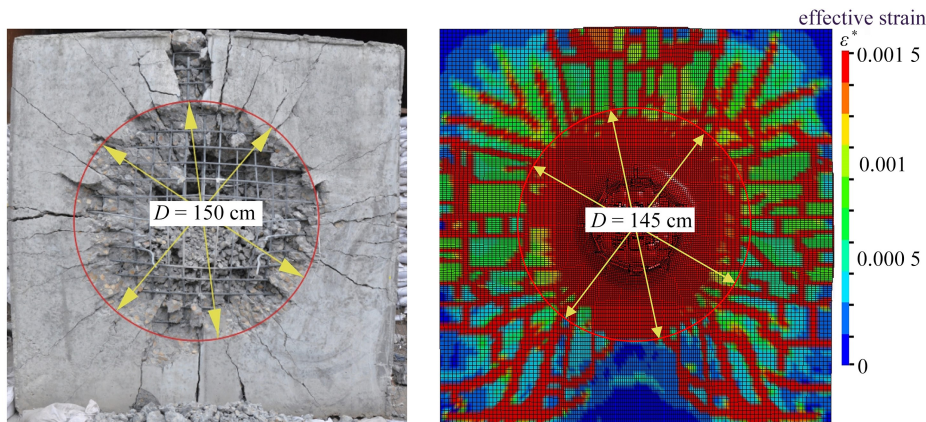 effective strain
ε*
0.001 5
0.001
0.000 5
0
D = 150 cm
D = 145 cm